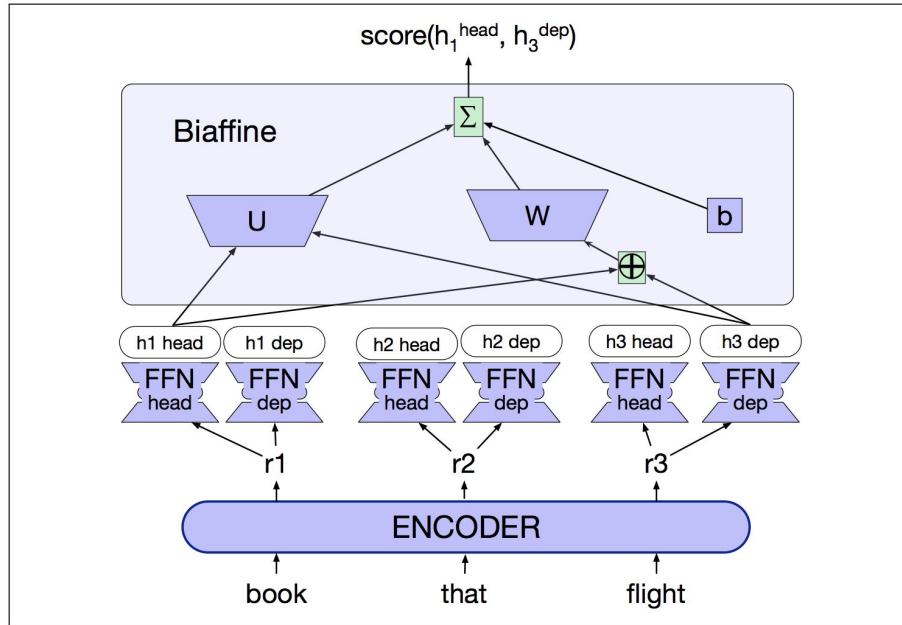 score(h₁ʰᵉᵃᵈ, h₃ᵈᵉᵖ)
Σ
Biaffine
U W b
⊕
h1 head h1 dep h2 head h2 dep h3 head h3 dep
FFN FFN FFN FFN FFN FFN
head dep head dep head dep
r1 r2 r3
ENCODER
book that flight